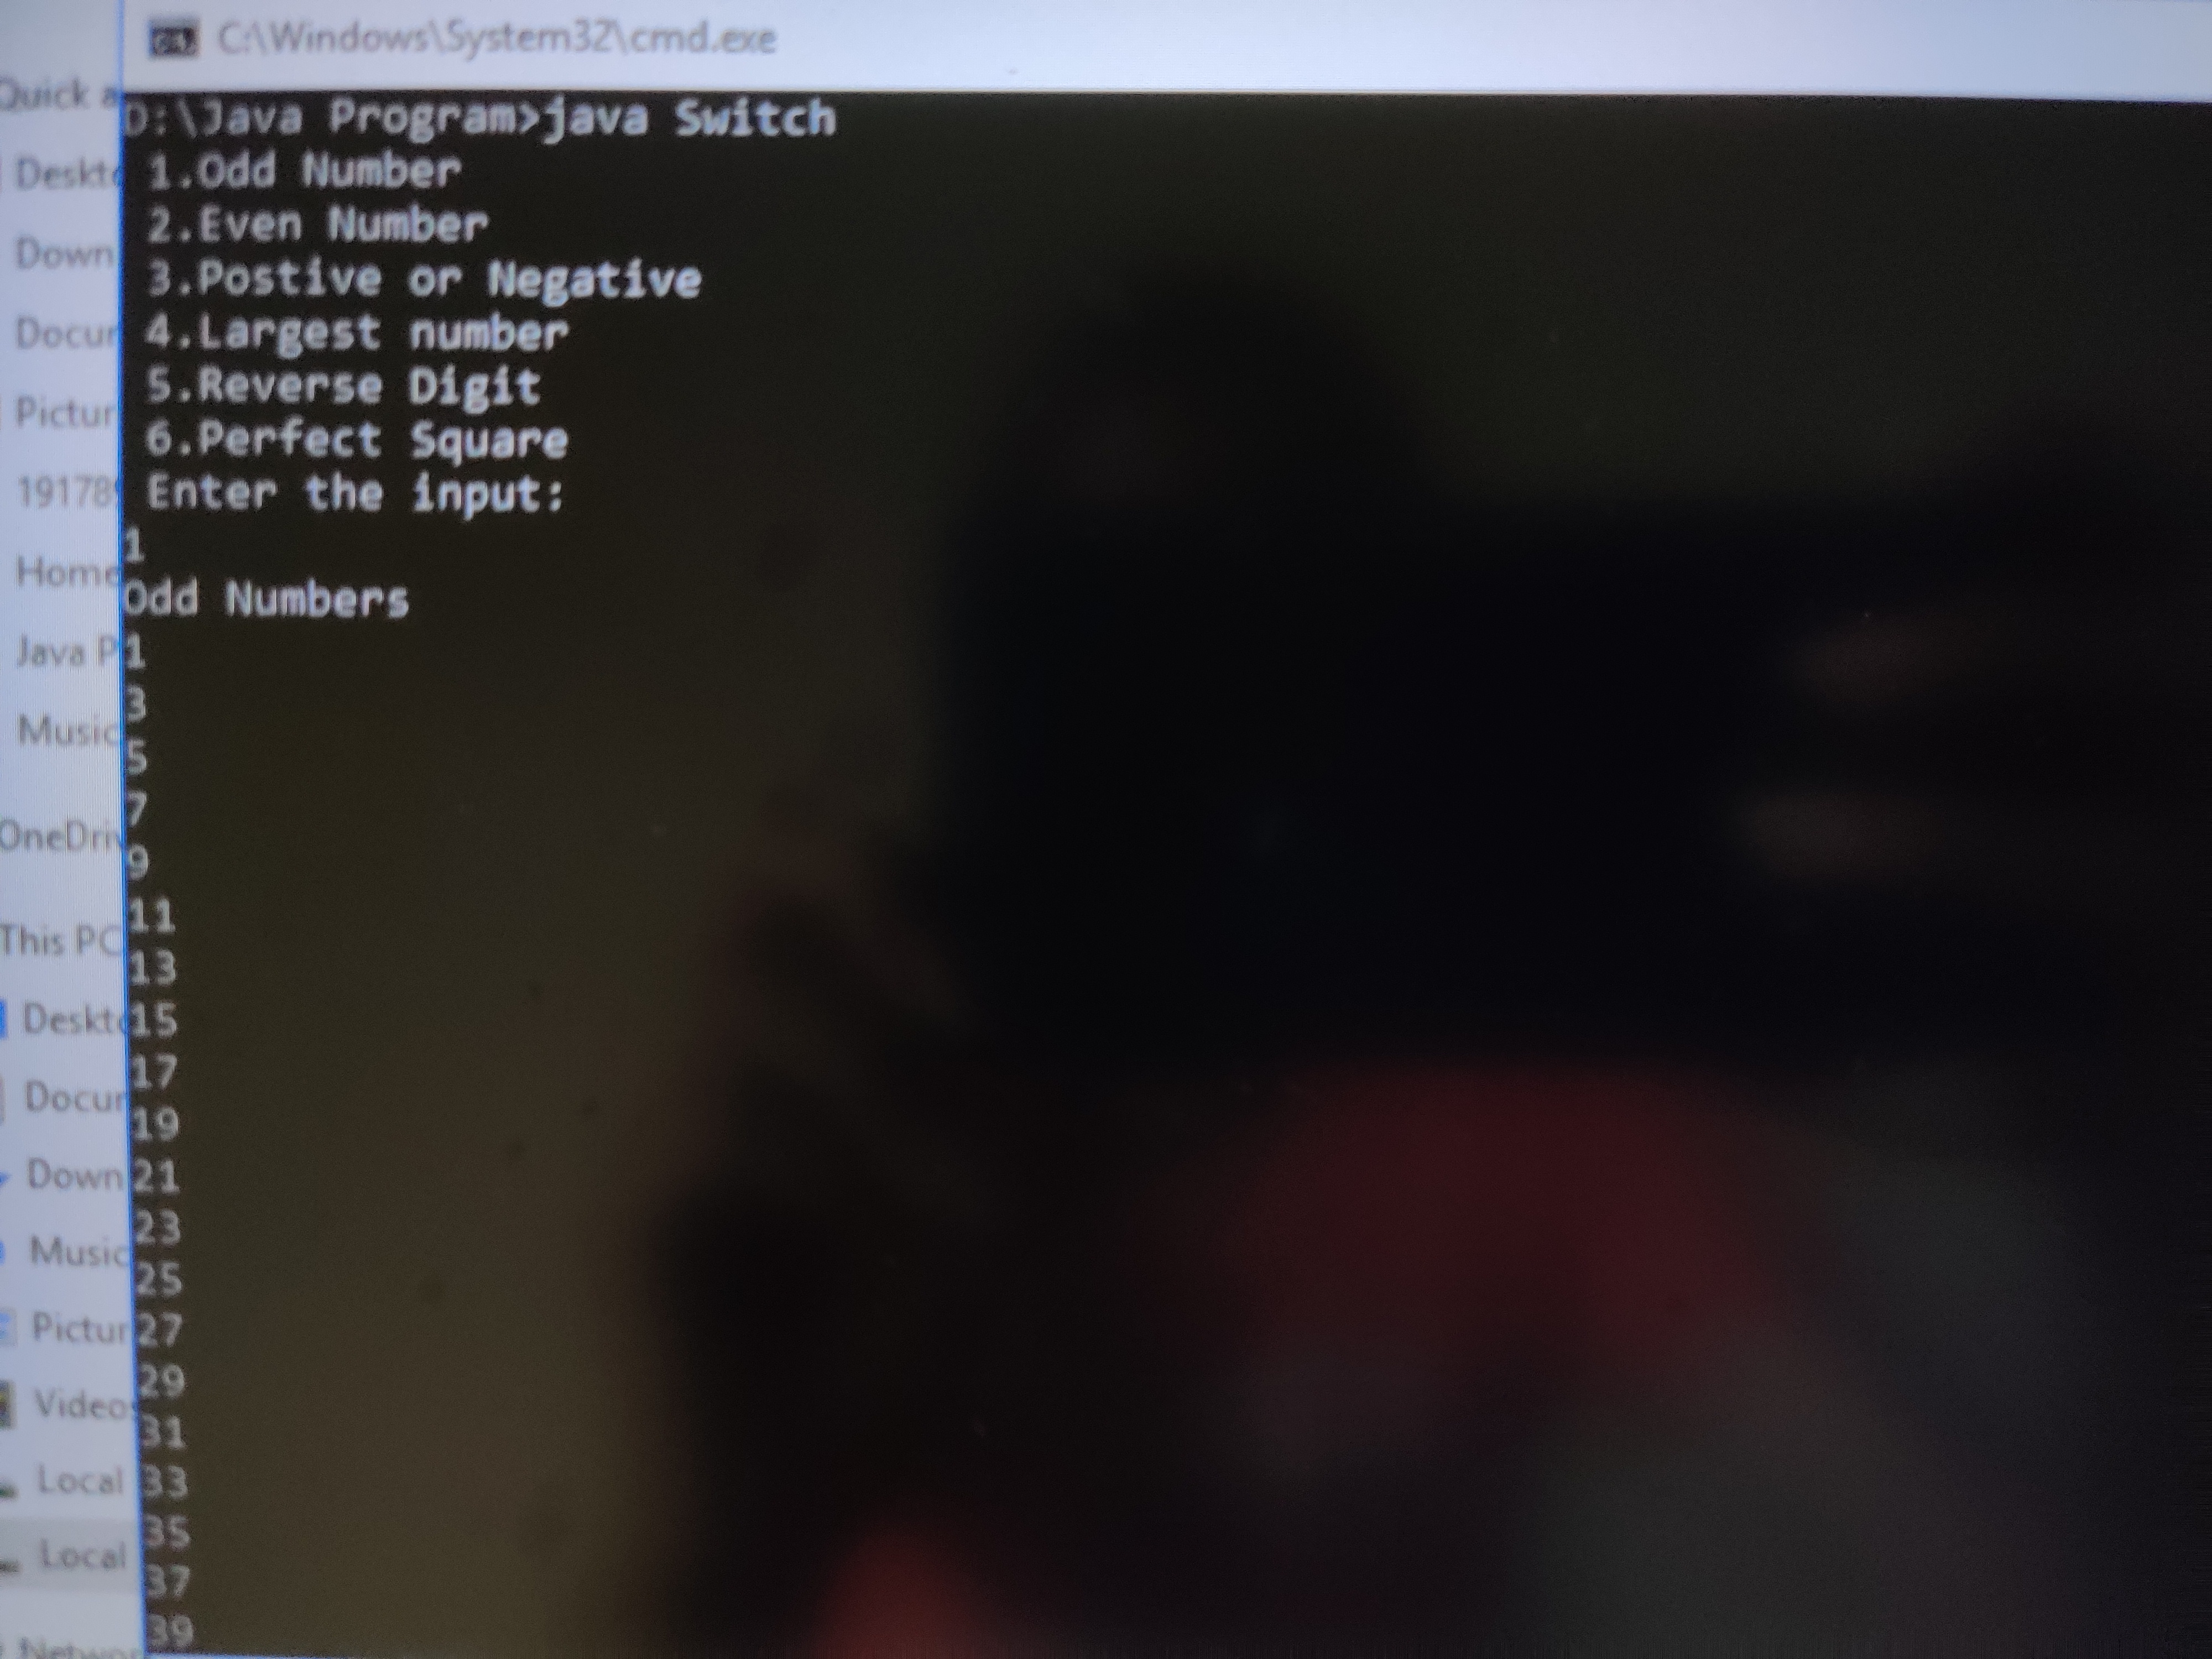 C:\Windows\System32\cmd.exe
D:\Java Program>java Switch
1.Odd Number
2.Even Number
3.Postive or Negative
4.Largest number
5.Reverse Digit
6.Perfect Square
Enter the input:
1
Odd Numbers
1
3
5
7
9
11
13
15
17
19
21
23
25
27
29
31
33
35
37
39
Quick a
Deskt
Down
Docur
Pictur
19178
Home
Java P
Music
OneDriv
This PC
Deskt
Docur
Down
Music
Pictur
Video
Local
Local
Networ